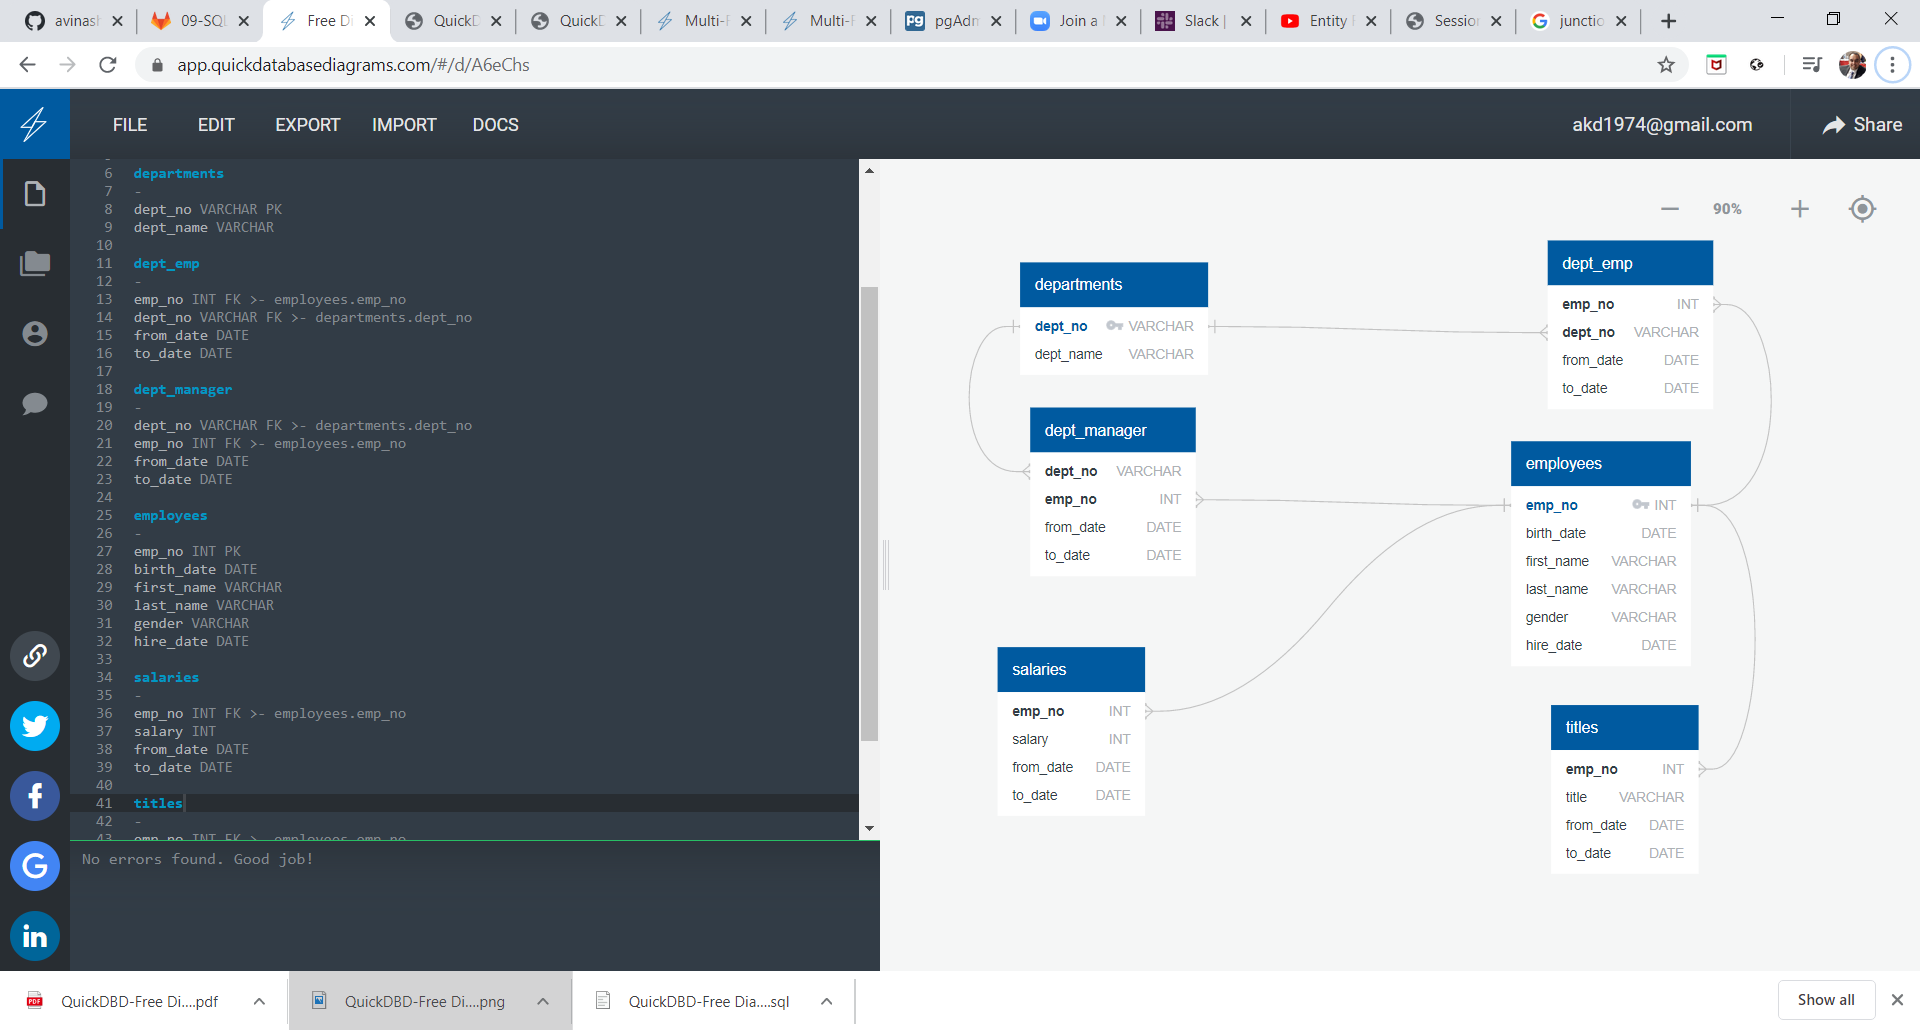 avinash
09-SQL
Free Di
QuickD
QuickD
Multi-F
Multi-F
pg
pgAdm
Join a
Slack |
Entity
Session
junctio
app.quickdatabasediagrams.com/#/d/A6eChs
FILE
EDIT
EXPORT
IMPORT
DOCS
akd1974@gmail.com
Share
6 departments
7 -
8 dept_no VARCHAR PK
9 dept_name VARCHAR
10
11 dept_emp
12 -
13 emp_no INT FK >- employees.emp_no
14 dept_no VARCHAR FK >- departments.dept_no
15 from_date DATE
16 to_date DATE
17
18 dept_manager
19 -
20 dept_no VARCHAR FK >- departments.dept_no
21 emp_no INT FK >- employees.emp_no
22 from_date DATE
23 to_date DATE
24
25 employees
26 -
27 emp_no INT PK
28 birth_date DATE
29 first_name VARCHAR
30 last_name VARCHAR
31 gender VARCHAR
32 hire_date DATE
33
34 salaries
35 -
36 emp_no INT FK >- employees.emp_no
37 salary INT
38 from_date DATE
39 to_date DATE
40
41 titles
42 -
43 emp_no INT FK >- employees.emp_no
No errors found. Good job!
90%
departments
dept_no VARCHAR
dept_name VARCHAR
dept_emp
emp_no INT
dept_no VARCHAR
from_date DATE
to_date DATE
dept_manager
dept_no VARCHAR
emp_no INT
from_date DATE
to_date DATE
employees
emp_no INT
birth_date DATE
first_name VARCHAR
last_name VARCHAR
gender VARCHAR
hire_date DATE
salaries
emp_no INT
salary INT
from_date DATE
to_date DATE
titles
emp_no INT
title VARCHAR
from_date DATE
to_date DATE
PDF
QuickDBD-Free Di....pdf
QuickDBD-Free Di....png
QuickDBD-Free Dia....sql
Show all